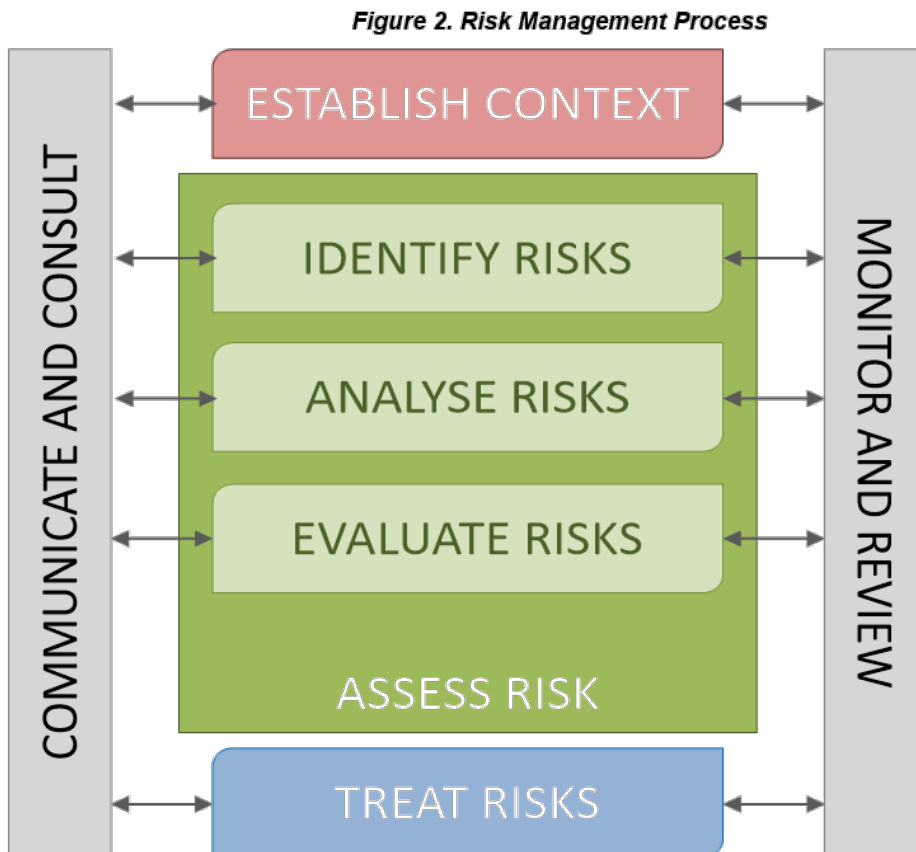 Figure 2. Risk Management Process
COMMUNICATE AND CONSULT
ESTABLISH CONTEXT
IDENTIFY RISKS
ANALYSE RISKS
EVALUATE RISKS
ASSESS RISK
TREAT RISKS
MONITOR AND REVIEW